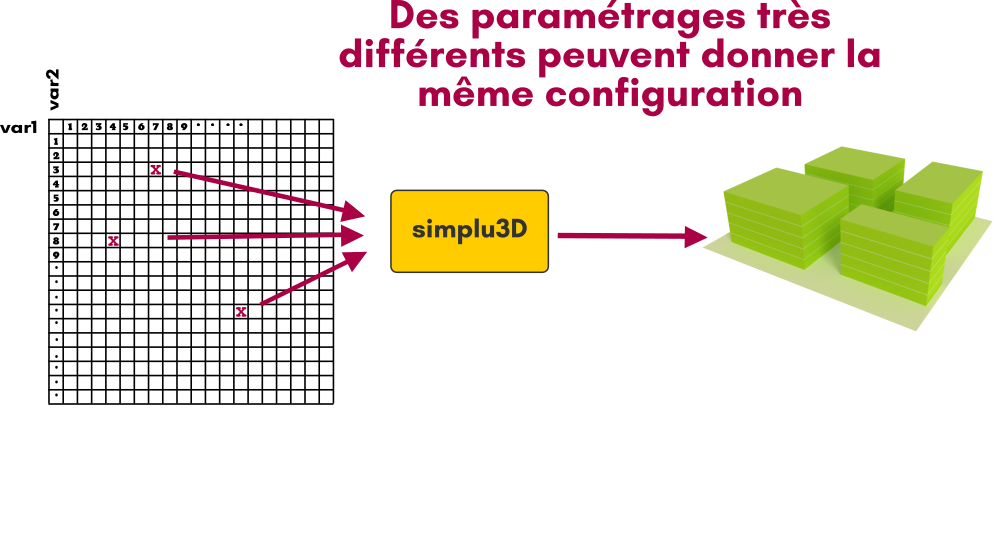 Des paramétrages très
différents peuvent donner la
même configuration
var2
var1
1 2 3 4 5 6 7 8 9 . . . .
1
2
3 X
4
5
6
7
8 X
9
.
.
.
. X
.
.
.
.
.
.
simplu3D